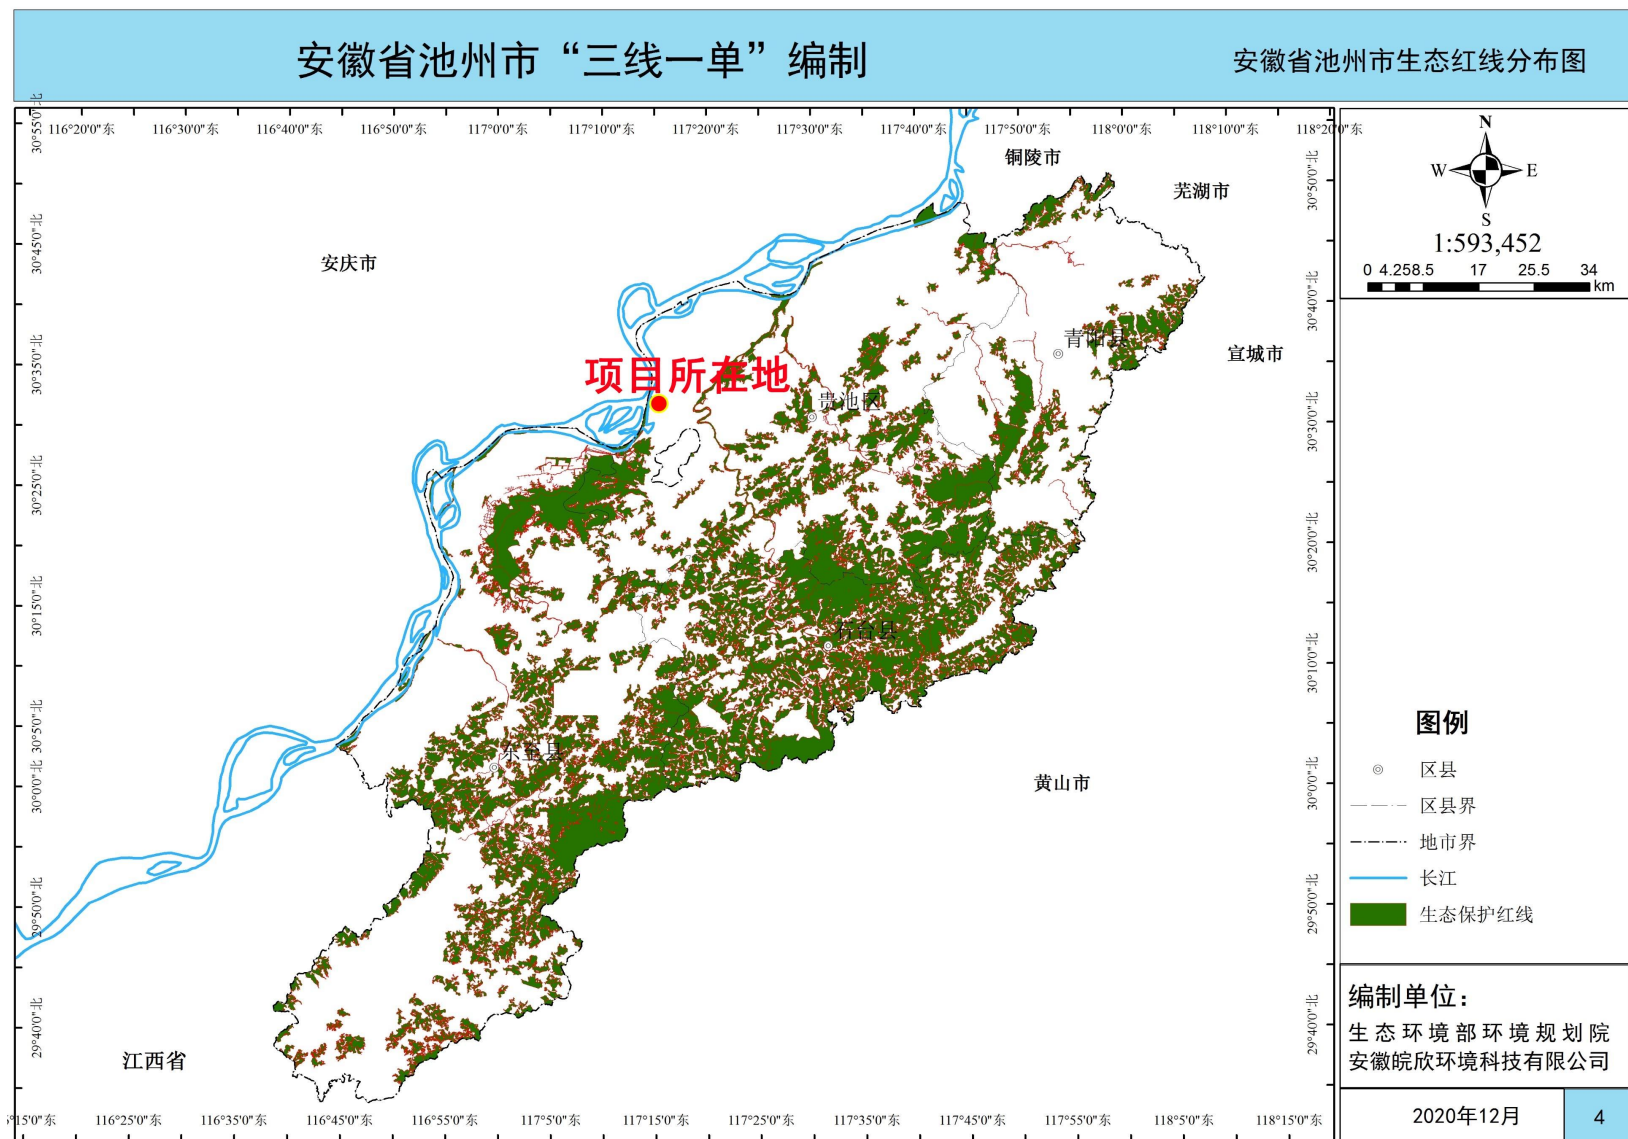 安徽省池州市“三线一单”编制
安徽省池州市生态红线分布图
116°20'0"东 116°30'0"东 116°40'0"东 116°50'0"东 117°0'0"东 117°10'0"东 117°20'0"东 117°30'0"东 117°40'0"东 117°50'0"东 118°0'0"东 118°10'0"东 118°20'0"东
30°55'0"北
30°45'0"北
30°35'0"北
30°25'0"北
30°15'0"北
30°5'0"北
30°0'0"北
29°50'0"北
29°40'0"北
铜陵市
芜湖市
安庆市
宣城市
青阳县
项目所在地
贵池区
石台县
东至县
黄山市
江西省
30°50'0"北
30°40'0"北
30°30'0"北
30°20'0"北
30°10'0"北
30°0'0"北
29°50'0"北
29°40'0"北
116°25'0"东 116°35'0"东 116°45'0"东 116°55'0"东 117°5'0"东 117°15'0"东 117°25'0"东 117°35'0"东 117°45'0"东 117°55'0"东 118°5'0"东 118°15'0"东
N
W E
S
1:593,452
0 4.258.5 17 25.5 34
km
图例
区县
区县界
地市界
长江
生态保护红线
编制单位：
生态环境部环境规划院
安徽皖欣环境科技有限公司
2020年12月
4